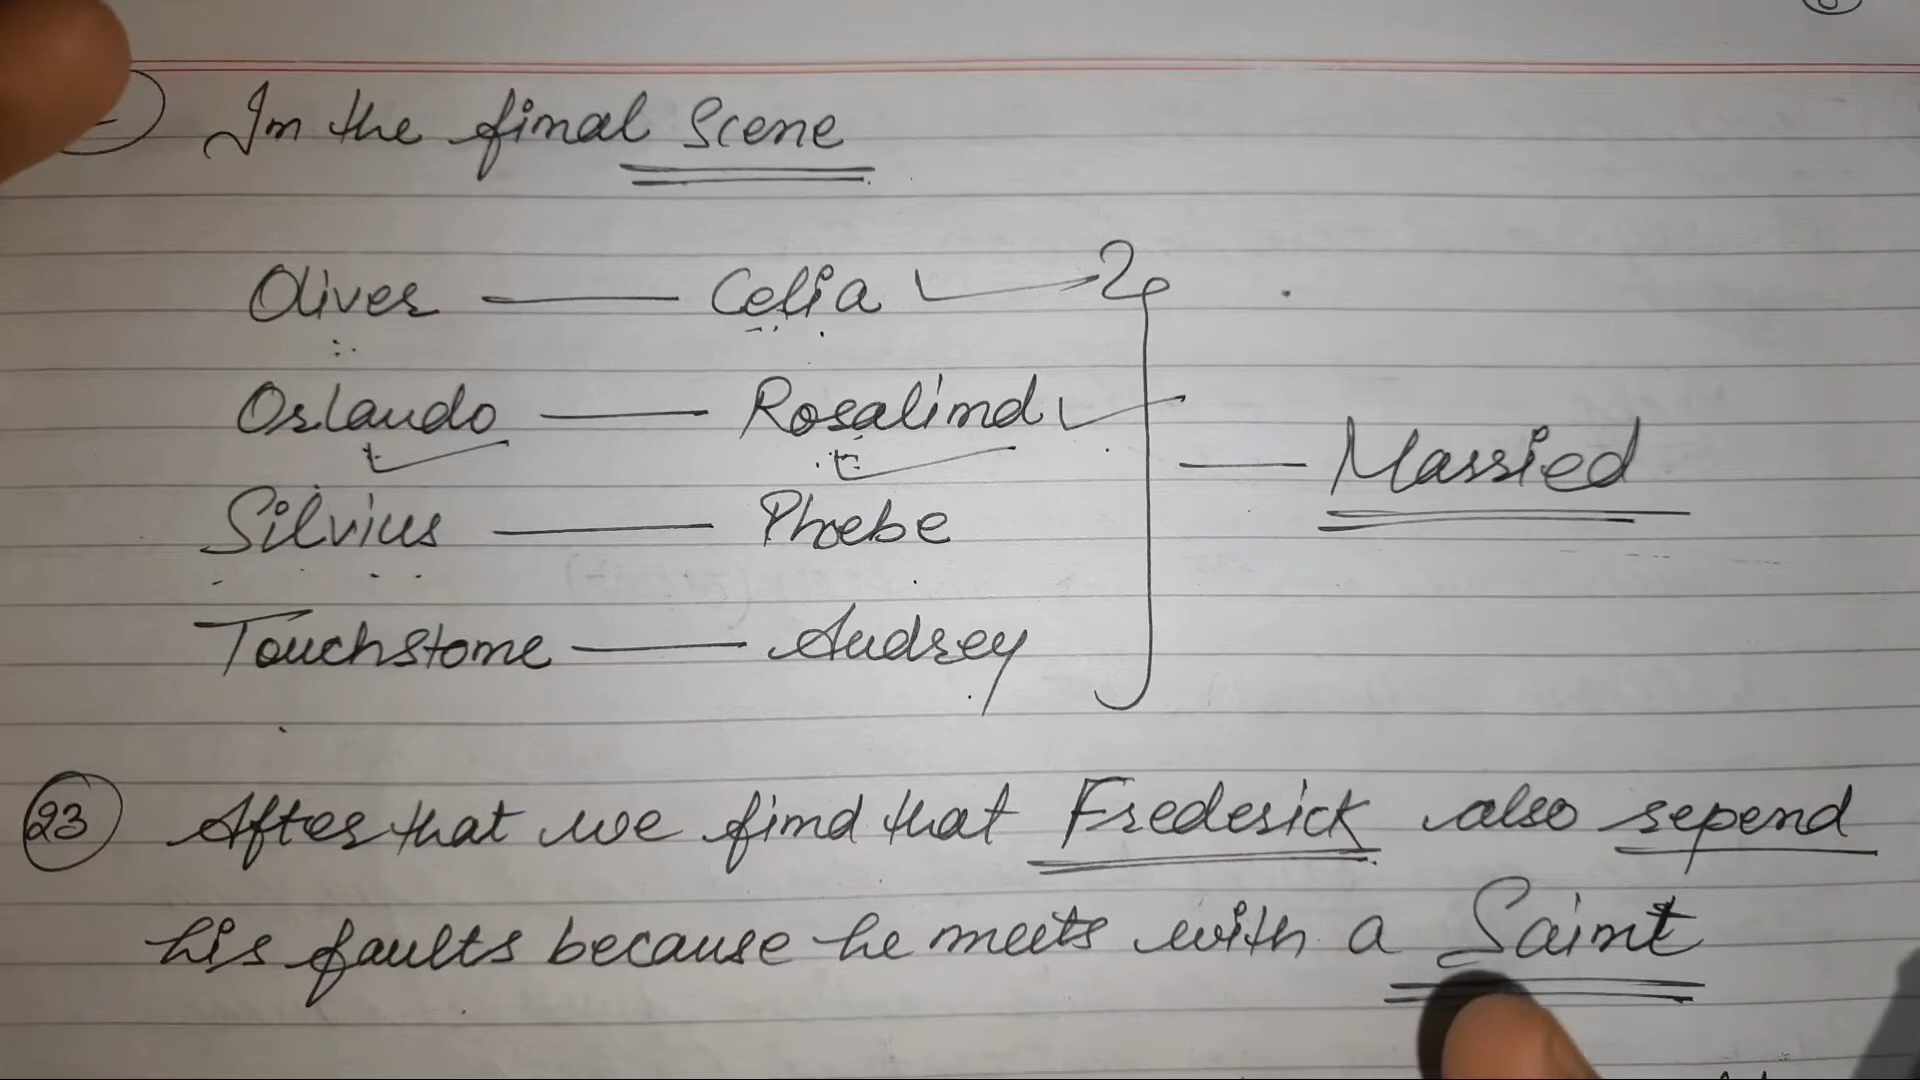 In the final Scene
Oliver — Celia
Orlando — Rosalind
Silvius — Phoebe
Married
Touchstone — Audrey
23 After that we find that Frederick also repend
his faults because he meets with a Saint